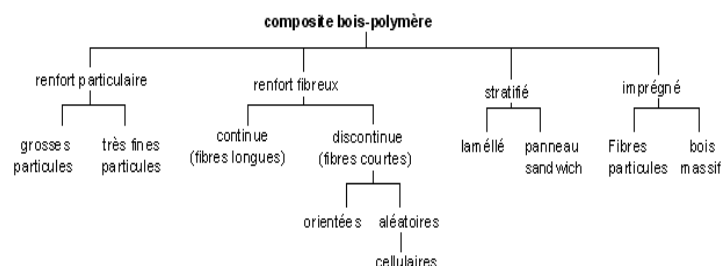 composite bois-polymère
renfort particulaire
renfort fibreux
stratifié
imprégné
grosses
particules
très fines
particules
continue
(fibres longues)
discontinue
(fibres courtes)
laméllé
panneau
sandwich
Fibres
particules
bois
massif
orientées
aléatoires
cellulaires